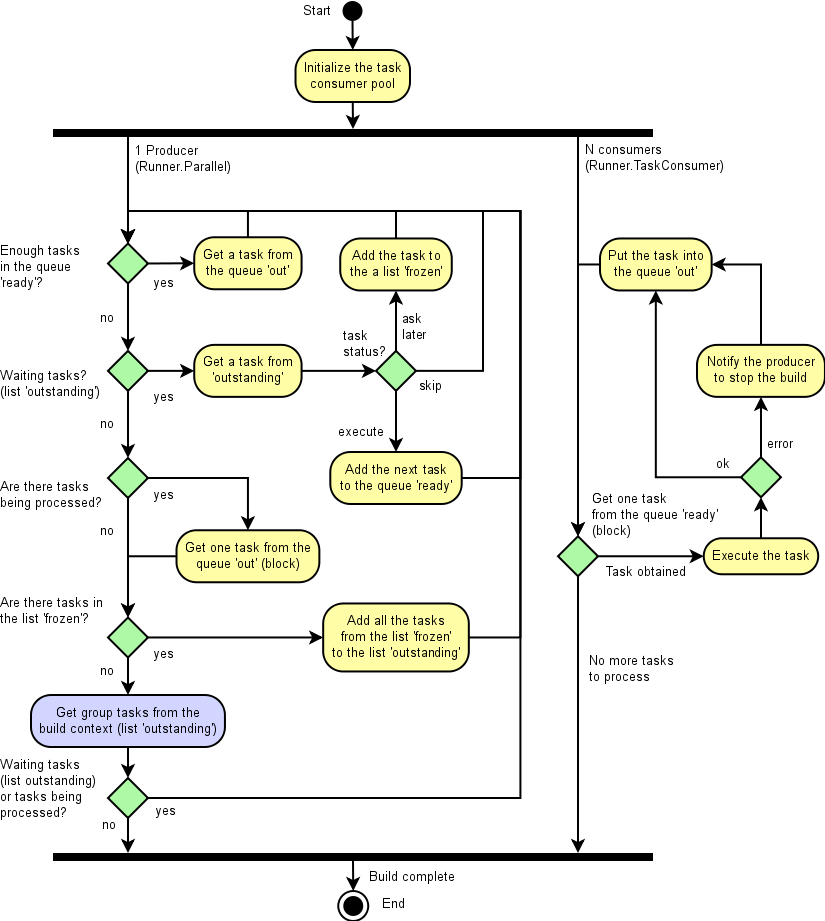 Start
Initialize the task
consumer pool
1 Producer
(Runner.Parallel)
N consumers
(Runner.TaskConsumer)
Enough tasks
in the queue
'ready'?
yes
no
Get a task from
the queue 'out'
Add the task to
the a list 'frozen'
Put the task into
the queue 'out'
ask
later
task
status?
Waiting tasks?
(list 'outstanding')
yes
no
Get a task from
'outstanding'
skip
execute
Notify the producer
to stop the build
error
ok
Add the next task
to the queue 'ready'
Are there tasks
being processed?
yes
no
Get one task from the
queue 'out' (block)
Get one task
from the queue 'ready'
(block)
Execute the task
Task obtained
Are there tasks in
the list 'frozen'?
yes
no
Add all the tasks
from the list 'frozen'
to the list 'outstanding'
No more tasks
to process
Get group tasks from the
build context (list 'outstanding')
Waiting tasks
(list outstanding)
or tasks being
processed?
yes
no
Build complete
End